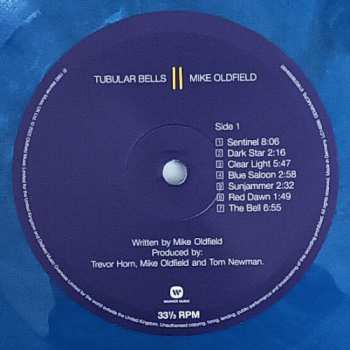 TUBULAR BELLS II MIKE OLDFIELD
Side 1
1 Sentinel 8:06
2 Dark Star 2:16
3 Clear Light 5:47
4 Blue Saloon 2:58
5 Sunjammer 2:32
6 Red Dawn 1:49
7 The Bell 6:55
Written by Mike Oldfield
Produced by:
Trevor Horn, Mike Oldfield and Tom Newman.
WARNER MUSIC
33⅓ RPM